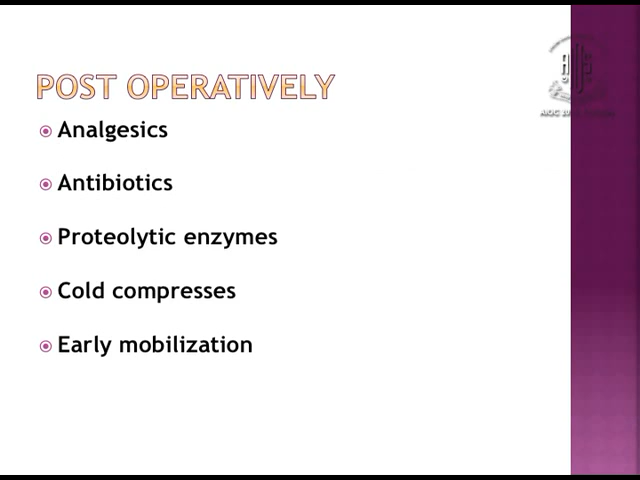 POST OPERATIVELY
Analgesics
Antibiotics
Proteolytic enzymes
Cold compresses
Early mobilization